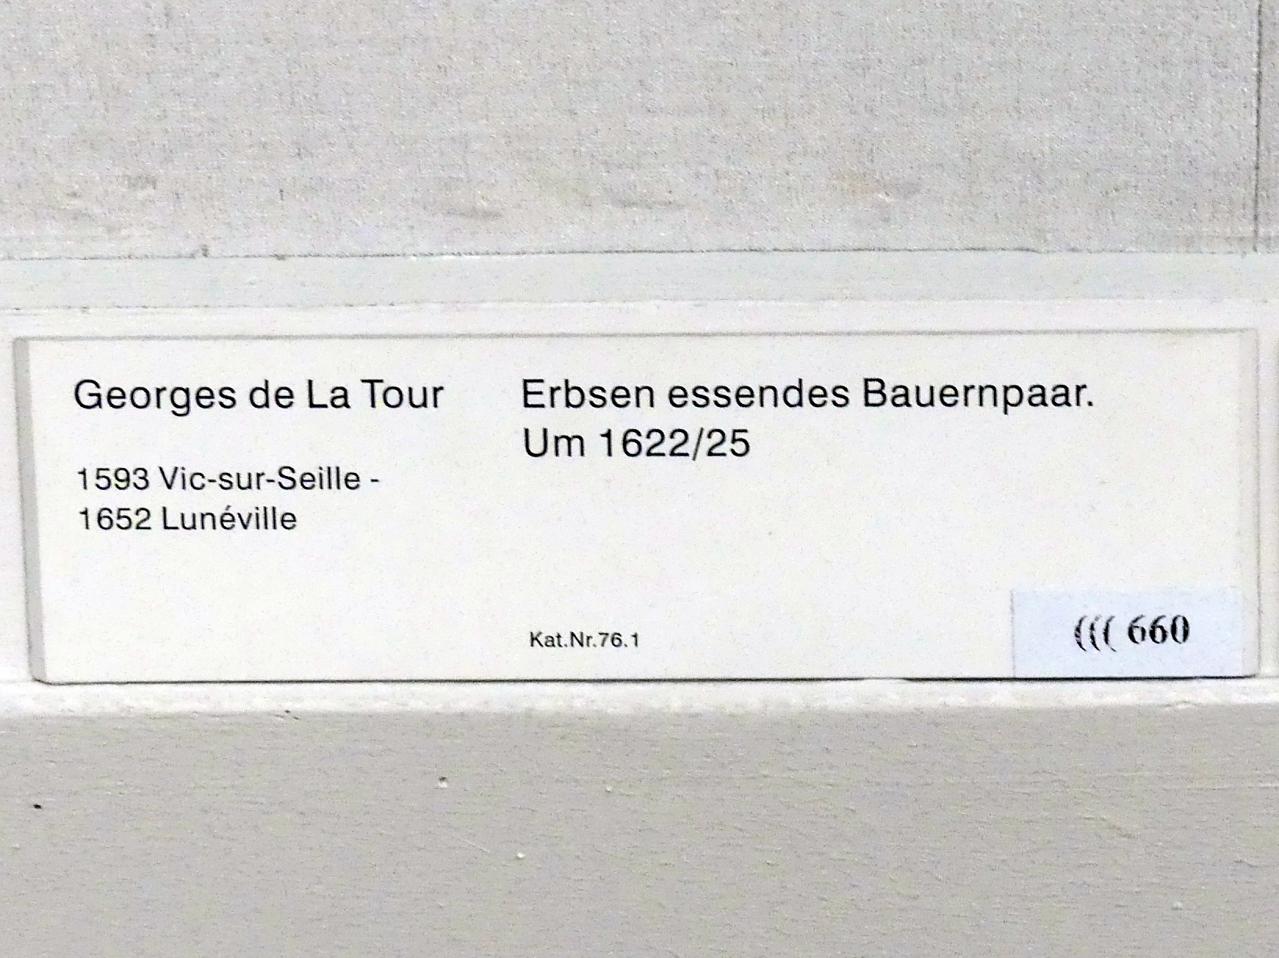 Georges de La Tour
1593 Vic-sur-Seille -
1652 Lunéville
Erbsen essendes Bauernpaar.
Um 1622/25
Kat.Nr.76.1
((( 660